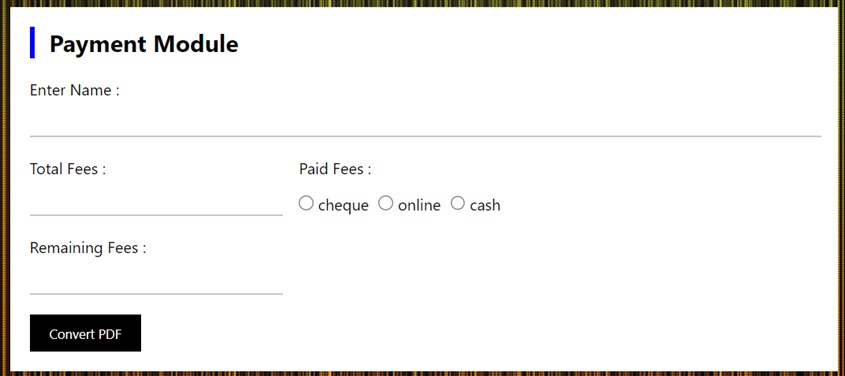 Payment Module
Enter Name :
Total Fees :
Paid Fees :
cheque online cash
Remaining Fees :
Convert PDF